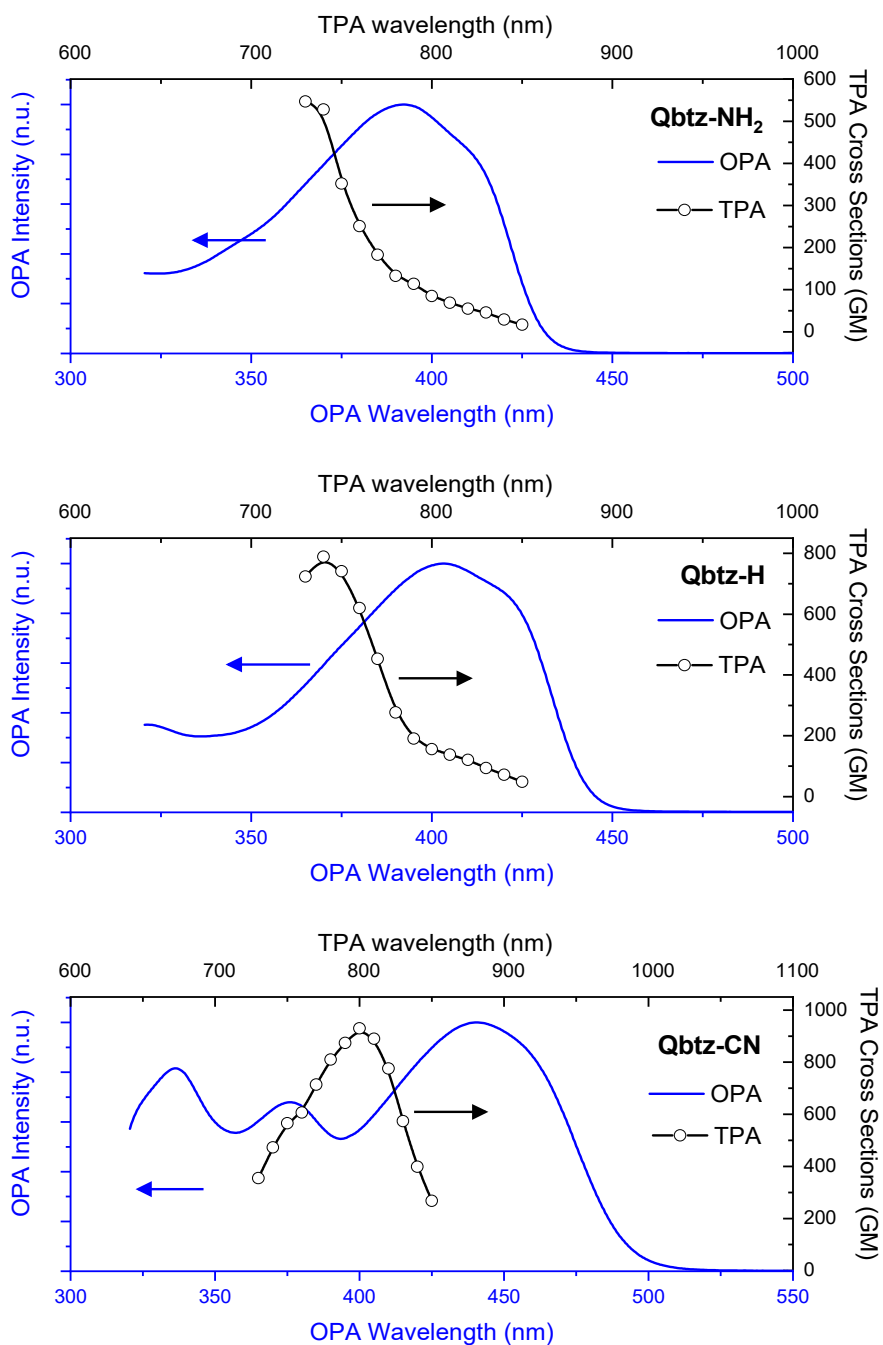 TPA wavelength (nm)
600 700 800 900 1000
OPA Intensity (n.u.)
Qbtz-NH₂
OPA
TPA
600
500
400
300
200
100
0
TPA Cross Sections (GM)
300 350 400 450 500
OPA Wavelength (nm)
TPA wavelength (nm)
600 700 800 900 1000
OPA Intensity (n.u.)
Qbtz-H
OPA
TPA
800
600
400
200
0
TPA Cross Sections (GM)
300 350 400 450 500
OPA Wavelength (nm)
TPA wavelength (nm)
600 700 800 900 1000 1100
OPA Intensity (n.u.)
Qbtz-CN
OPA
TPA
1000
800
600
400
200
0
TPA Cross Sections (GM)
300 350 400 450 500 550
OPA Wavelength (nm)